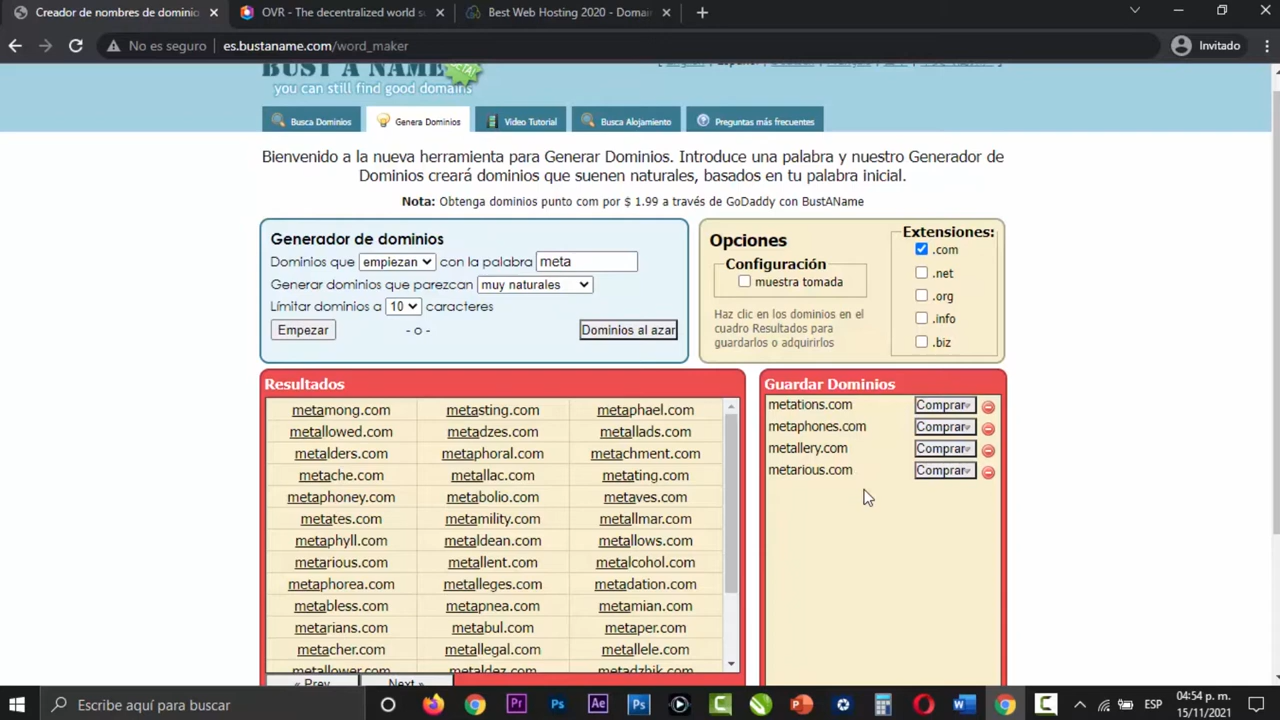 Creador de nombres de dominio
OVR - The decentralized world s
Best Web Hosting 2020 - Domai
No es seguro
es.bustaname.com/word_maker
Invitado
BUST A NAME
you can still find good domains
Busca Dominios
Genera Dominios
Video Tutorial
Busca Alojamiento
Preguntas más frecuentes
Bienvenido a la nueva herramienta para Generar Dominios. Introduce una palabra y nuestro Generador de
Dominios creará dominios que suenen naturales, basados en tu palabra inicial.
Nota: Obtenga dominios punto com por $ 1.99 a través de GoDaddy con BustAName
Generador de dominios
Dominios que empiezan con la palabra meta
Generar dominios que parezcan muy naturales
Límitar dominios a 10 caracteres
Empezar - o - Dominios al azar
Opciones
Configuración
muestra tomada
Haz clic en los dominios en el
cuadro Resultados para
guardarlos o adquirirlos
Extensiones:
.com
.net
.org
.info
.biz
Resultados
metamong.com metasting.com metaphael.com
metallowed.com metadzes.com metallads.com
metalders.com metaphoral.com metachment.com
metache.com metallac.com metating.com
metaphoney.com metabolio.com metaves.com
metates.com metamility.com metallmar.com
metaphyll.com metaldean.com metallows.com
metarious.com metallent.com metalcohol.com
metaphorea.com metalleges.com metadation.com
metabless.com metapnea.com metamian.com
metarians.com metabul.com metaper.com
metacher.com metallegal.com metallele.com
metallower.com metaldez.com metadzhik.com
« Prev Next »
Guardar Dominios
metations.com Comprar
metaphones.com Comprar
metallery.com Comprar
metarious.com Comprar
Escribe aquí para buscar
ESP
04:54 p. m.
15/11/2021